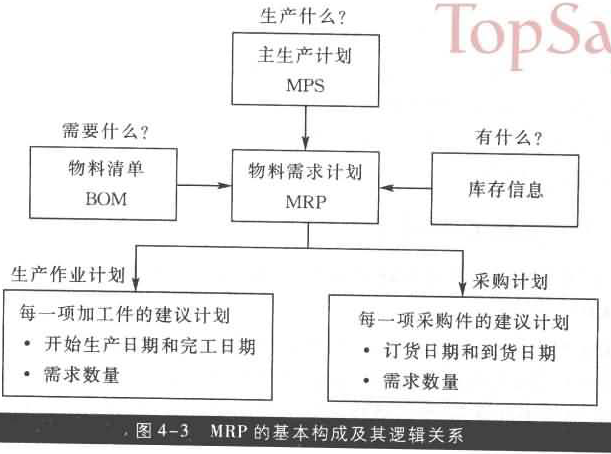 生产什么?
TopSa
主生产计划
MPS
需要什么?
有什么?
物料清单
BOM
物料需求计划
MRP
库存信息
生产作业计划
采购计划
每一项加工件的建议计划
• 开始生产日期和完工日期
• 需求数量
每一项采购件的建议计划
• 订货日期和到货日期
• 需求数量
图4-3 MRP的基本构成及其逻辑关系